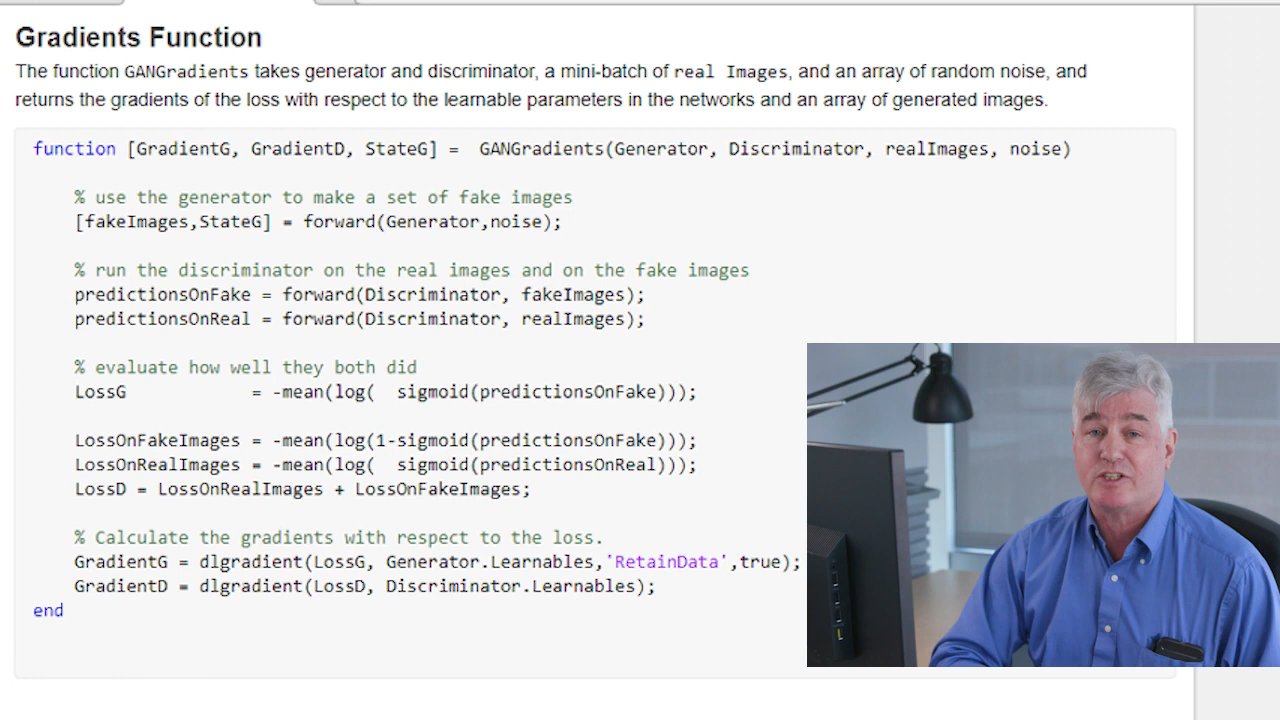 Gradients Function
The function GANGradients takes generator and discriminator, a mini-batch of real Images, and an array of random noise, and
returns the gradients of the loss with respect to the learnable parameters in the networks and an array of generated images.
function [GradientG, GradientD, StateG] =  GANGradients(Generator, Discriminator, realImages, noise)
% use the generator to make a set of fake images
[fakeImages,StateG] = forward(Generator,noise);
% run the discriminator on the real images and on the fake images
predictionsOnFake = forward(Discriminator, fakeImages);
predictionsOnReal = forward(Discriminator, realImages);
% evaluate how well they both did
LossG            = -mean(log(  sigmoid(predictionsOnFake)));
LossOnFakeImages = -mean(log(1-sigmoid(predictionsOnFake)));
LossOnRealImages = -mean(log(  sigmoid(predictionsOnReal)));
LossD = LossOnRealImages + LossOnFakeImages;
% Calculate the gradients with respect to the loss.
GradientG = dlgradient(LossG, Generator.Learnables,'RetainData',true);
GradientD = dlgradient(LossD, Discriminator.Learnables);
end